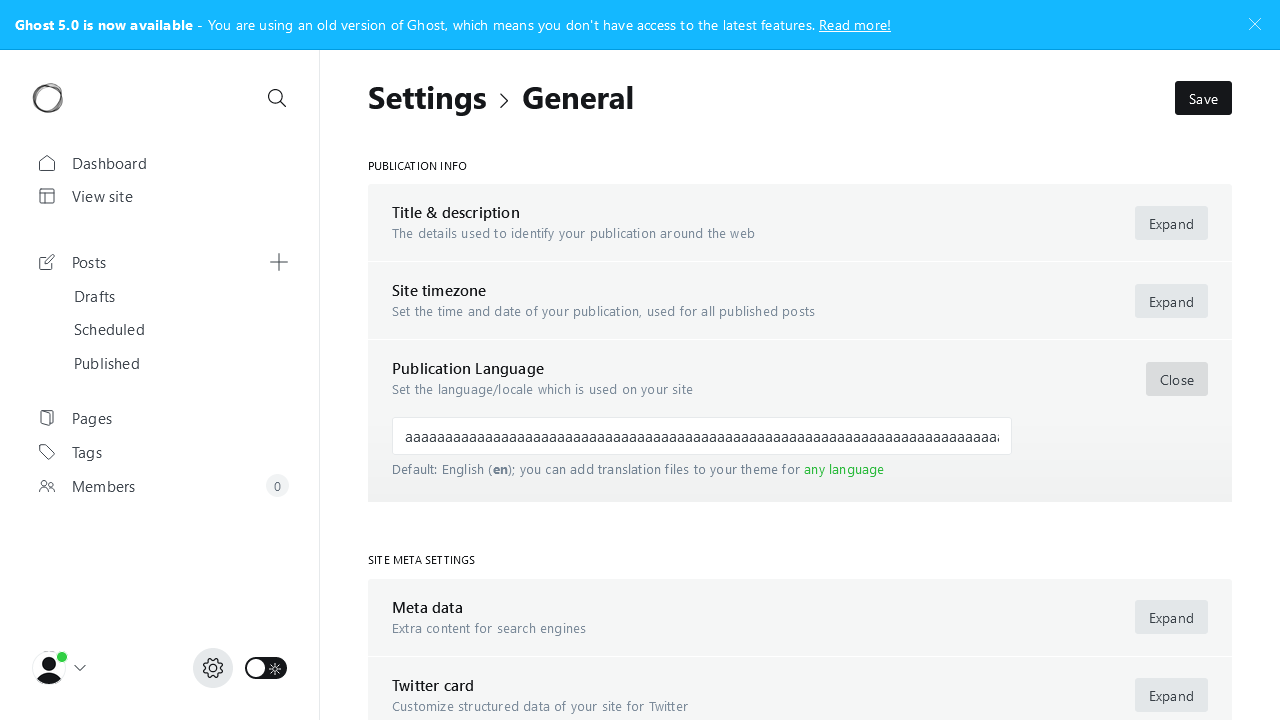 Ghost 5.0 is now available - You are using an old version of Ghost, which means you don't have access to the latest features. Read more!
Settings > General
Save
Dashboard
View site
Posts
Drafts
Scheduled
Published
Pages
Tags
Members
0
PUBLICATION INFO
Title & description
The details used to identify your publication around the web
Expand
Site timezone
Set the time and date of your publication, used for all published posts
Expand
Publication Language
Set the language/locale which is used on your site
Close
Default: English (en); you can add translation files to your theme for any language
SITE META SETTINGS
Meta data
Extra content for search engines
Expand
Twitter card
Customize structured data of your site for Twitter
Expand